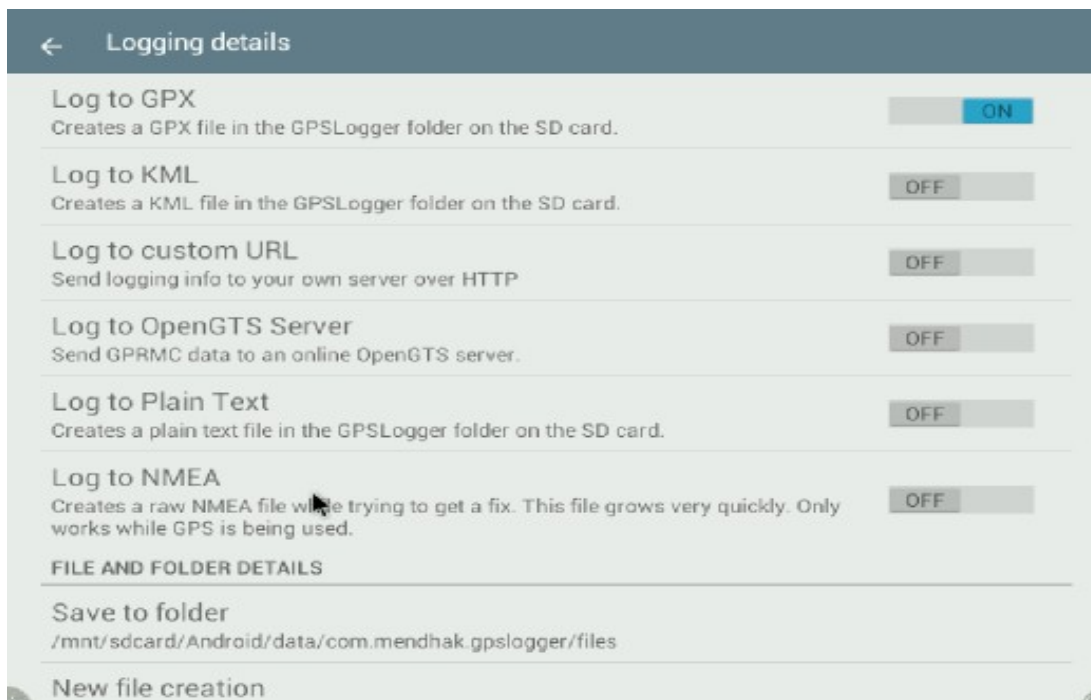 Logging details
Log to GPX
Creates a GPX file in the GPSLogger folder on the SD card.
ON
Log to KML
Creates a KML file in the GPSLogger folder on the SD card.
OFF
Log to custom URL
Send logging info to your own server over HTTP
OFF
Log to OpenGTS Server
Send GPRMC data to an online OpenGTS server.
OFF
Log to Plain Text
Creates a plain text file in the GPSLogger folder on the SD card.
OFF
Log to NMEA
Creates a raw NMEA file while trying to get a fix. This file grows very quickly. Only
works while GPS is being used.
OFF
FILE AND FOLDER DETAILS
Save to folder
/mnt/sdcard/Android/data/com.mendhak.gpslogger/files
New file creation